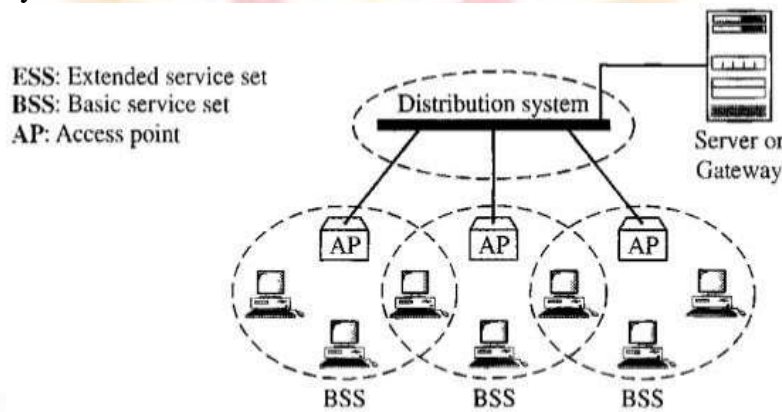 ESS: Extended service set
BSS: Basic service set
AP: Access point
Distribution system
Server or
Gateway
AP
AP
AP
BSS
BSS
BSS